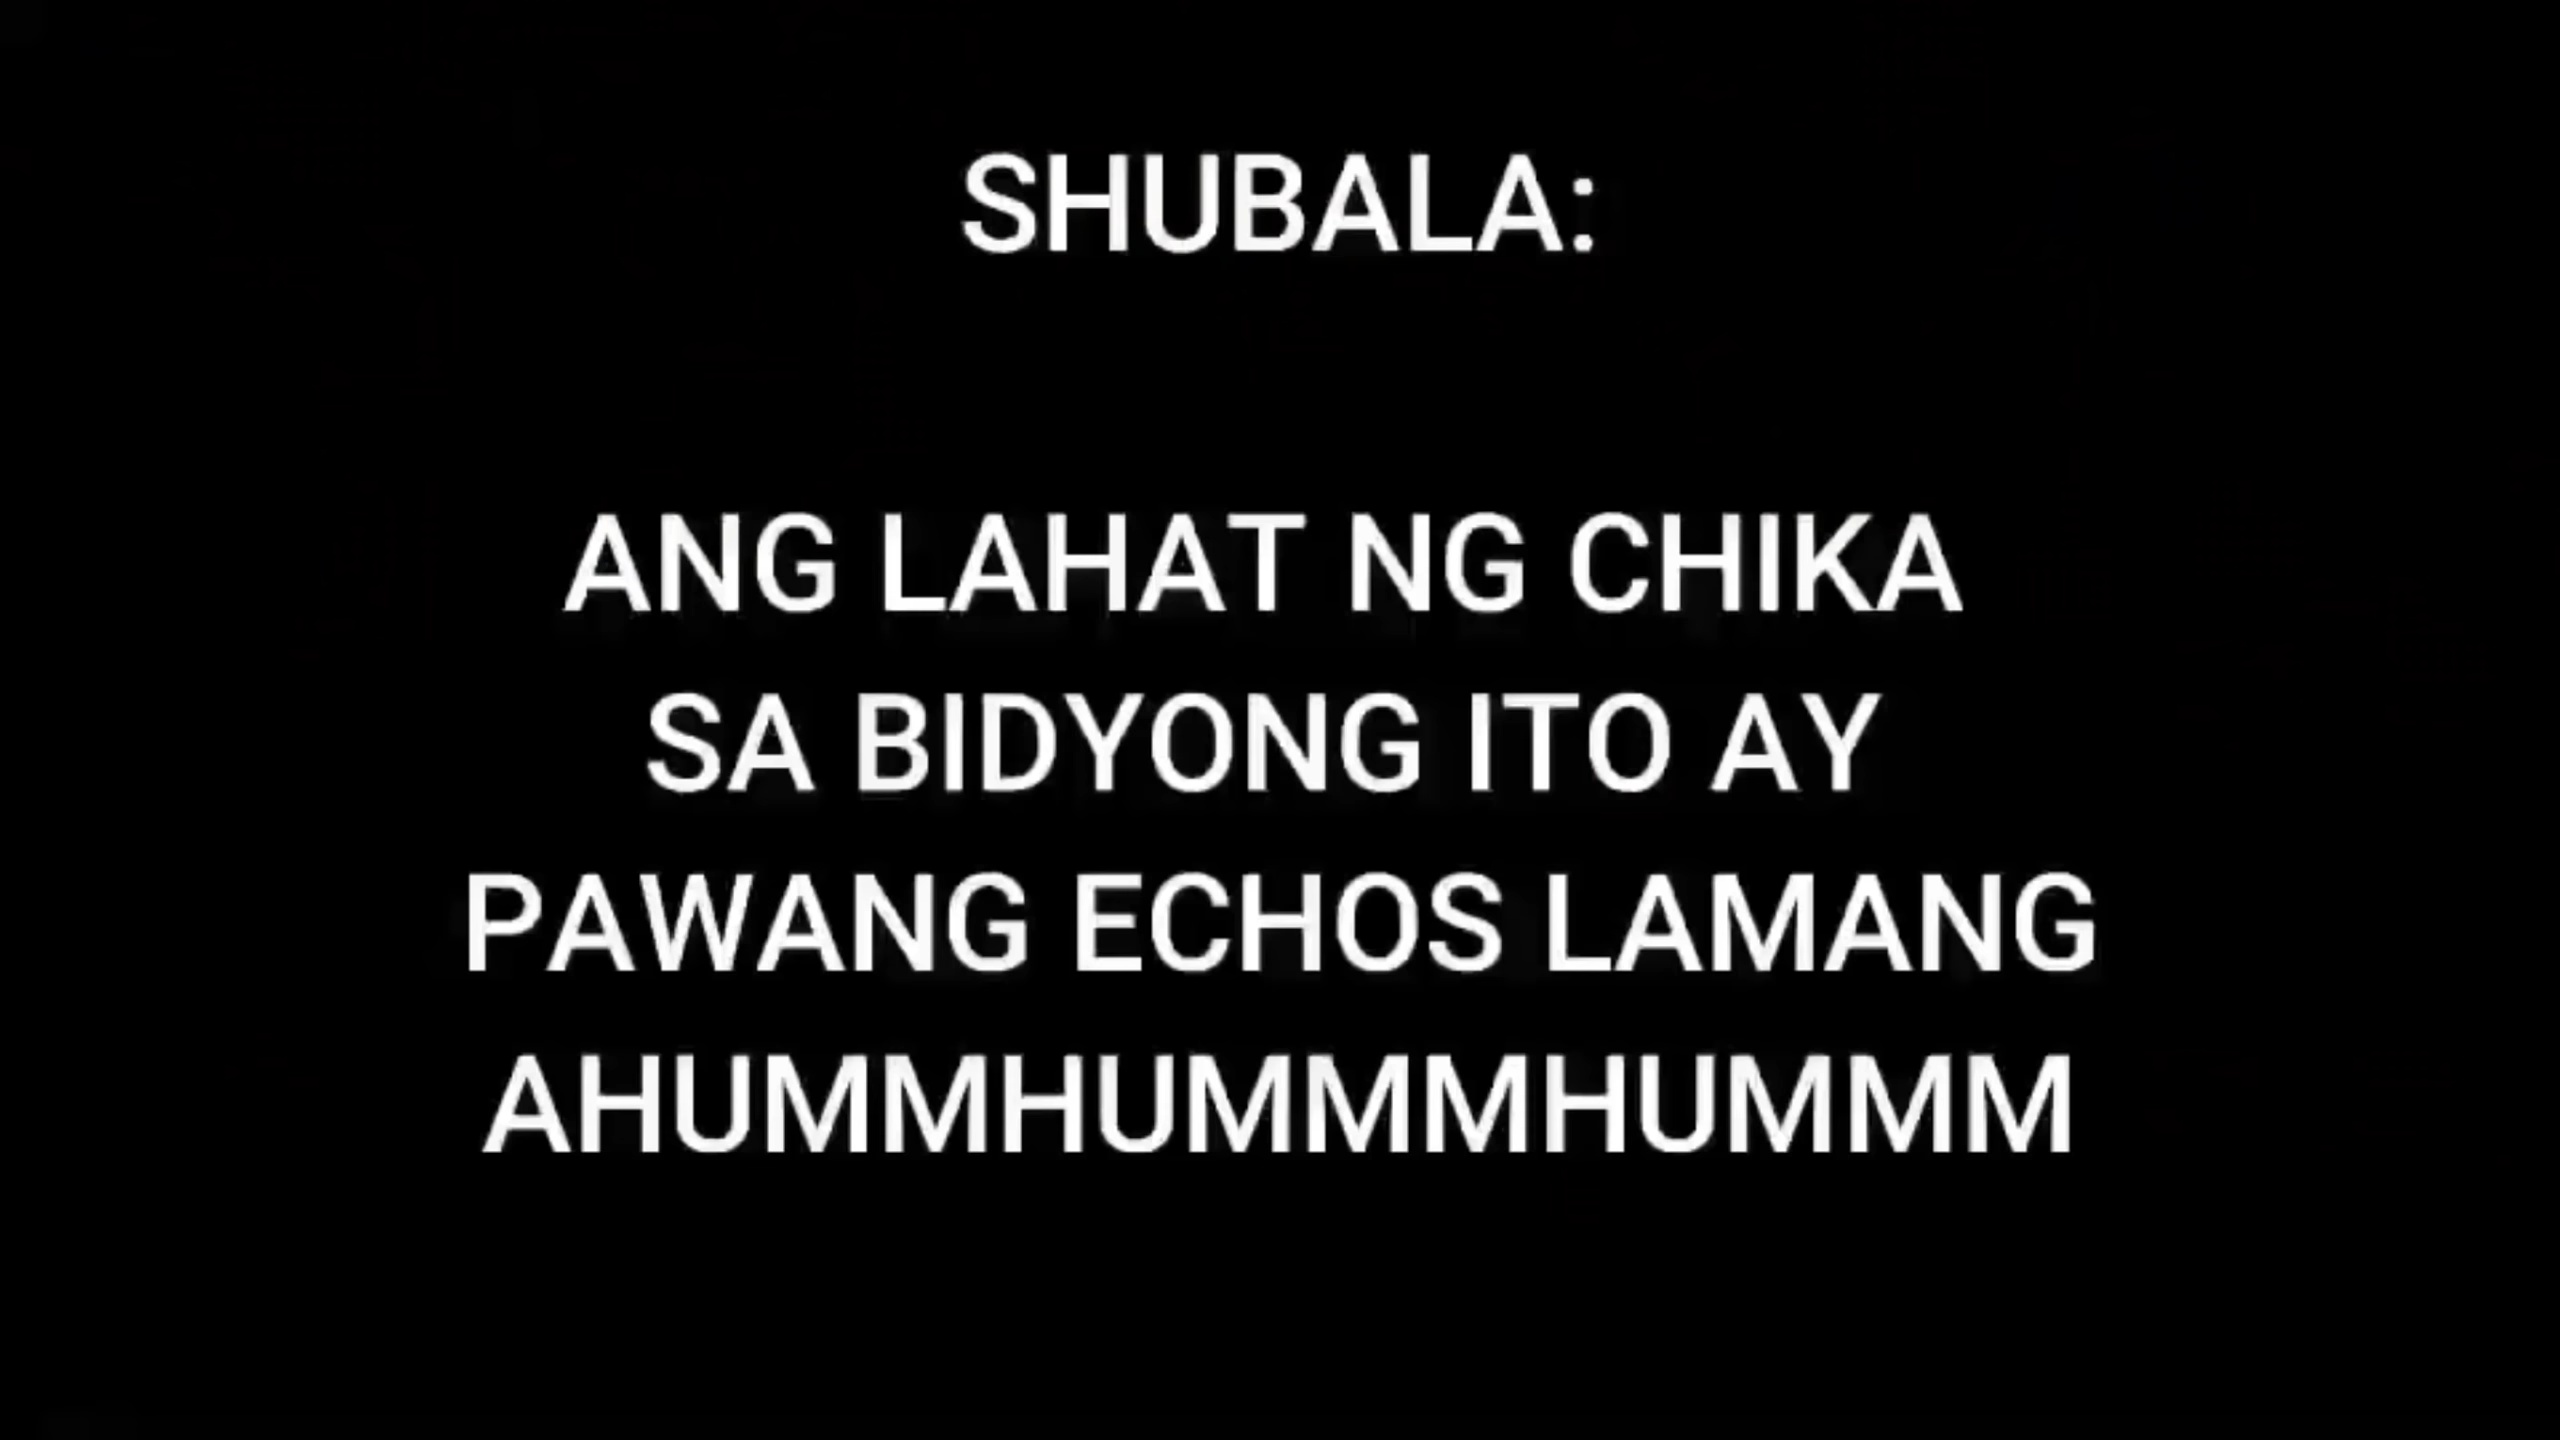 SHUBALA:
ANG LAHAT NG CHIKA
SA BIDYONG ITO AY
PAWANG ECHOS LAMANG
AHUMMHUMMMHUMMM